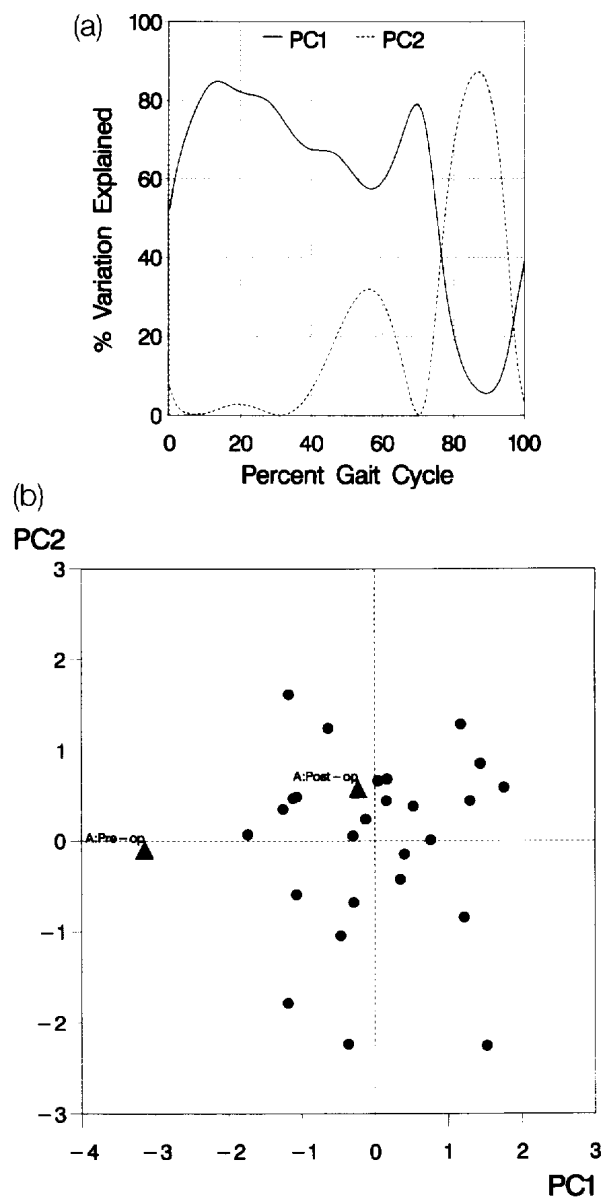 (a)
100
PC1 PC2
80
60
40
20
0
% Variation Explained
0 20 40 60 80 100
Percent Gait Cycle
(b)
PC2
3
2
A:Post-op
1
A:Pre-op
0
−1
−2
−3
−4 −3 −2 −1 0 1 2 3
PC1